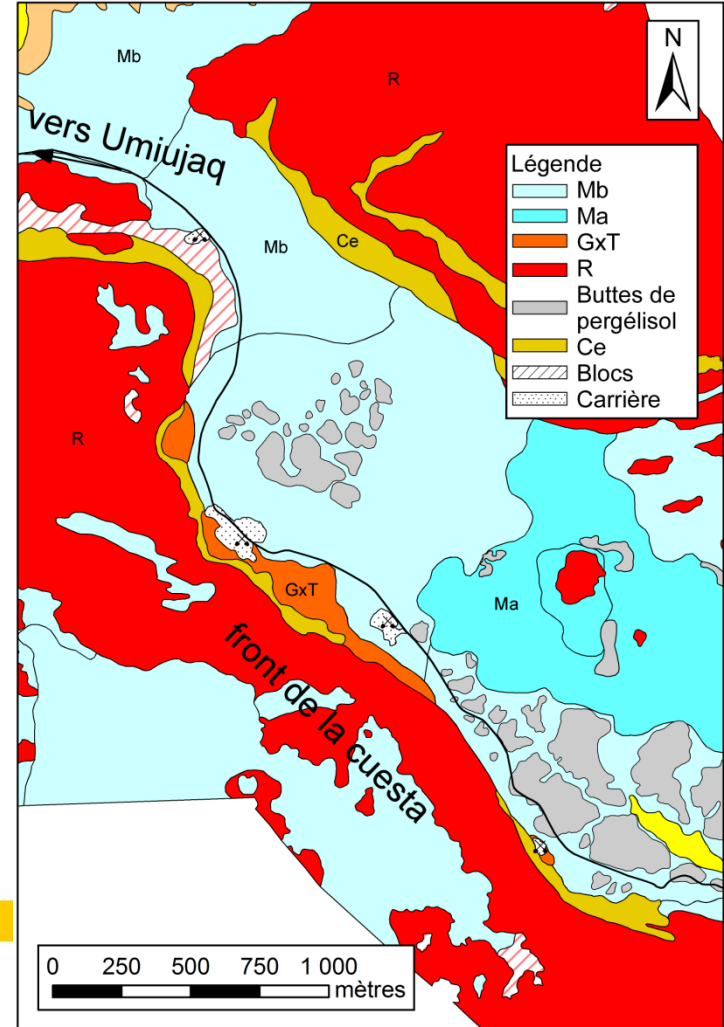 Mb
R
N
vers Umiujaq
Légende
Mb
Ma
GxT
R
Buttes de
pergélisol
Ce
Blocs
Carrière
Mb
Ce
R
GxT
Ma
front de la cuesta
0 250 500 750 1 000
mètres